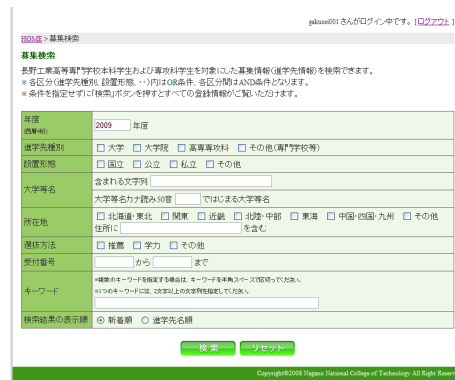 gakusei001 さんがログイン中です。[ログアウト]
HOME > 募集検索
募集検索
長野工業高等専門学校本科学生および専攻科学生を対象にした募集情報(進学先情報)を検索できます。
※各区分(進学先種別、設置形態、・・)内はOR条件、各区分間はAND条件となります。
※条件を指定せずに「検索」ボタンを押すとすべての登録情報がご覧いただけます。
年度 2009 年度
(西暦4桁)
進学先種別 大学 大学院 高専専攻科 その他(専門学校等)
設置形態 国立 公立 私立 その他
大学等名 含まれる文字列
大学等名カナ読み50音 ではじまる大学等名
所在地 北海道・東北 関東 近畿 北陸・中部 東海 中国・四国・九州 その他
住所に を含む
選抜方法 推薦 学力 その他
受付番号 から まで
キーワード ※複数のキーワードを指定する場合は、キーワードを半角スペースで区切ってください。
※1つのキーワードには、2文字以上の文字列を指定してください。
検索結果の表示順 新着順 進学先名順
検索 リセット
Copyright©2008 Nagano National College of Technology All Right Reserv